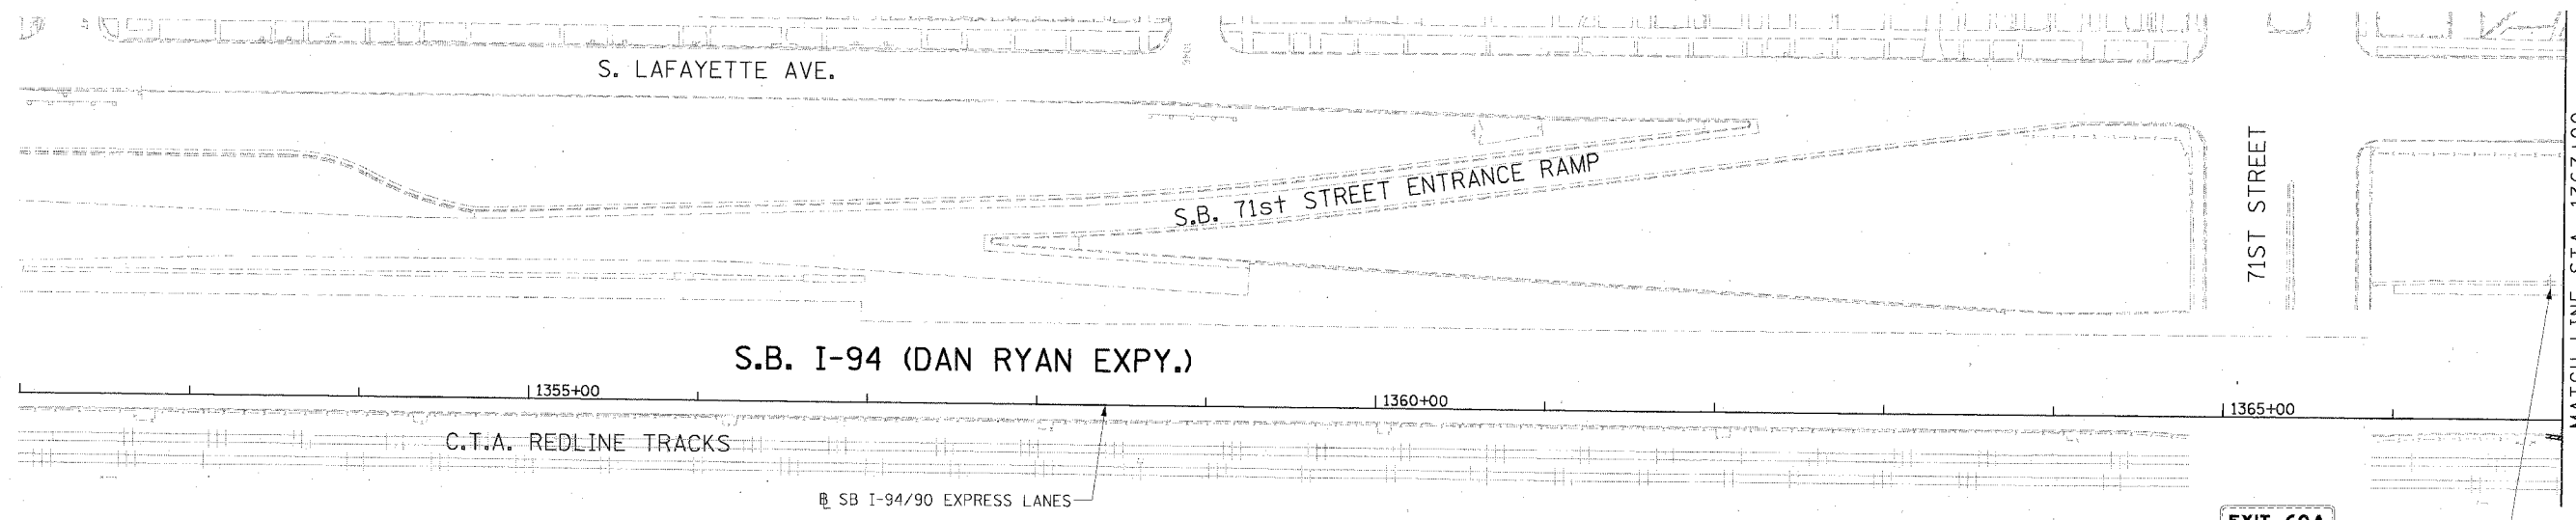 S. LAFAYETTE AVE.
S.B. 71st STREET ENTRANCE RAMP
71ST STREET
S.B. I-94 (DAN RYAN EXPY.)
1355+00
1360+00
1365+00
C.T.A. REDLINE TRACKS
℄ SB I-94/90 EXPRESS LANES